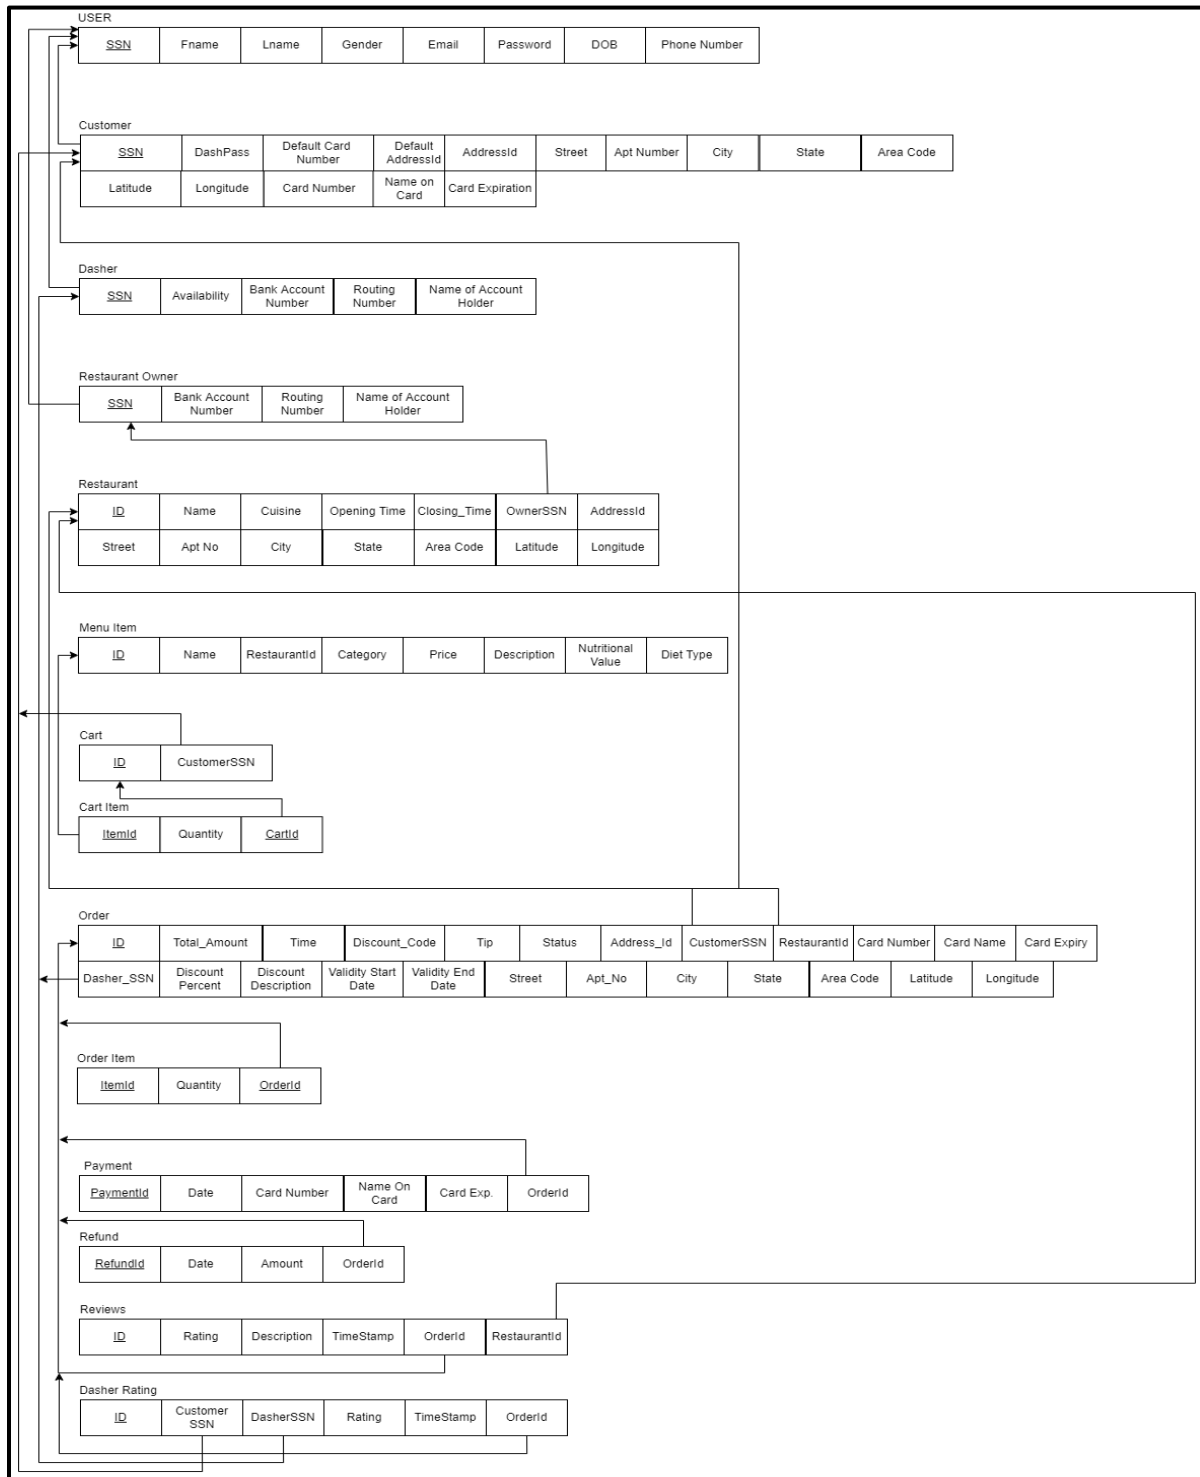 USER
SSN Fname Lname Gender Email Password DOB Phone Number
Customer
SSN DashPass Default Card Number Default AddressId AddressId Street Apt Number City State Area Code
Latitude Longitude Card Number Name on Card Card Expiration
Dasher
SSN Availability Bank Account Number Routing Number Name of Account Holder
Restaurant Owner
SSN Bank Account Number Routing Number Name of Account Holder
Restaurant
ID Name Cuisine Opening Time Closing_Time OwnerSSN AddressId
Street Apt No City State Area Code Latitude Longitude
Menu Item
ID Name RestaurantId Category Price Description Nutritional Value Diet Type
Cart
ID CustomerSSN
Cart Item
ItemId Quantity CartId
Order
ID Total_Amount Time Discount_Code Tip Status Address_Id CustomerSSN RestaurantId Card Number Card Name Card Expiry
Dasher_SSN Discount Percent Discount Description Validity Start Date Validity End Date Street Apt_No City State Area Code Latitude Longitude
Order Item
ItemId Quantity OrderId
Payment
PaymentId Date Card Number Name On Card Card Exp. OrderId
Refund
RefundId Date Amount OrderId
Reviews
ID Rating Description TimeStamp OrderId RestaurantId
Dasher Rating
ID Customer SSN DasherSSN Rating TimeStamp OrderId